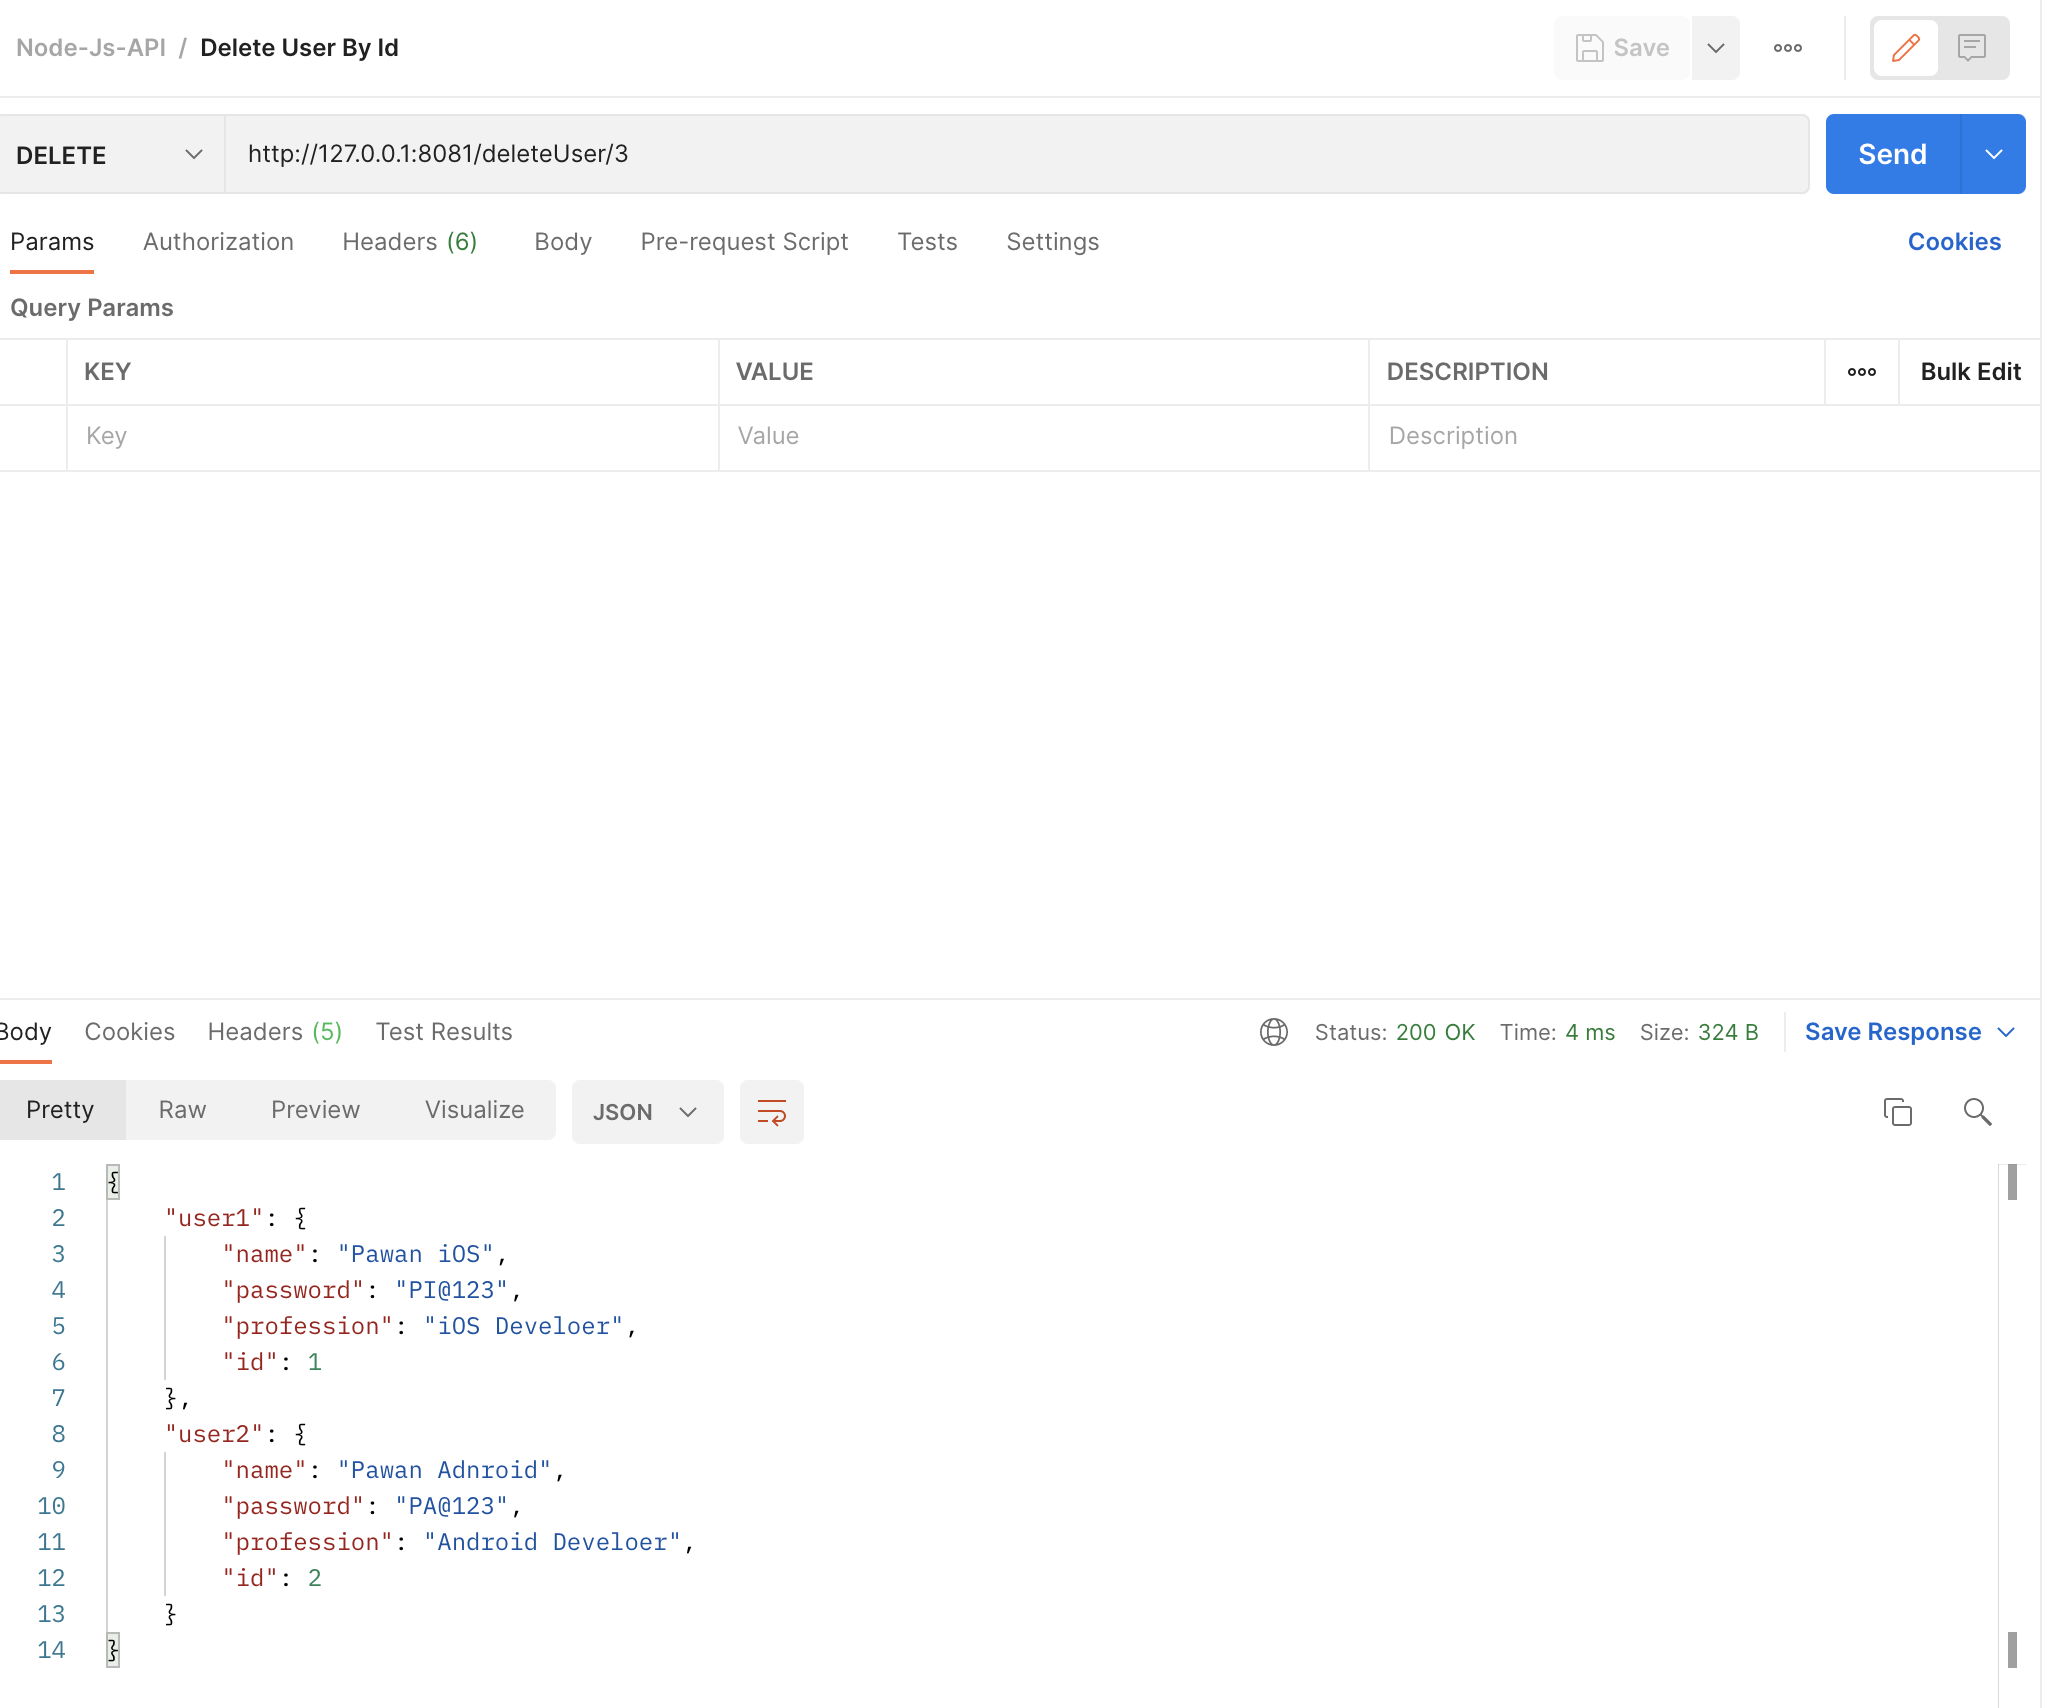 Node-Js-API / Delete User By Id
Save
DELETE
http://127.0.0.1:8081/deleteUser/3
Send
Params Authorization Headers (6) Body Pre-request Script Tests Settings Cookies
Query Params
KEY VALUE DESCRIPTION Bulk Edit
Key Value Description
Body Cookies Headers (5) Test Results Status: 200 OK Time: 4 ms Size: 324 B Save Response
Pretty Raw Preview Visualize JSON
1 {
2 "user1": {
3 "name": "Pawan iOS",
4 "password": "PI@123",
5 "profession": "iOS Develoer",
6 "id": 1
7 },
8 "user2": {
9 "name": "Pawan Adnroid",
10 "password": "PA@123",
11 "profession": "Android Develoer",
12 "id": 2
13 }
14 }